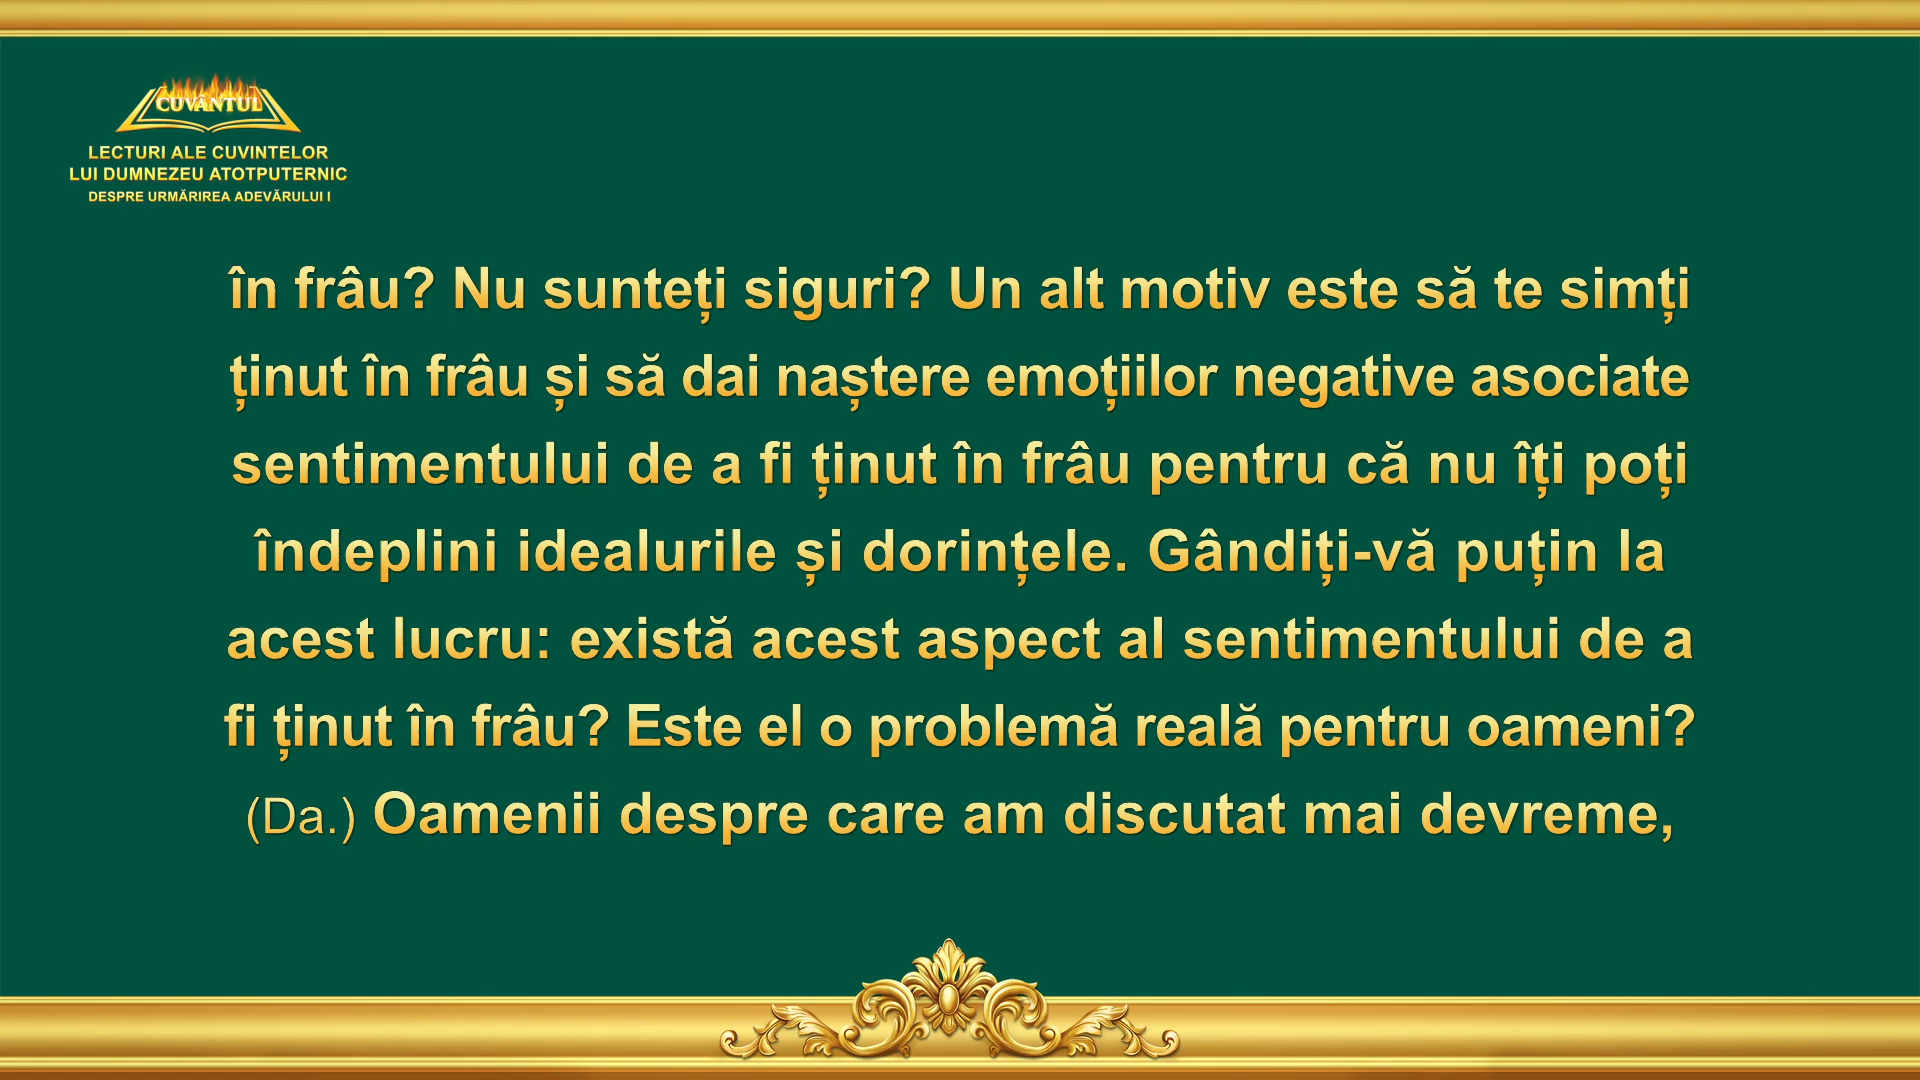 CUVÂNTUL
LECTURI ALE CUVINTELOR
LUI DUMNEZEU ATOTPUTERNIC
DESPRE URMĂRIREA ADEVĂRULUI I
în frâu? Nu sunteți siguri? Un alt motiv este să te simți
ținut în frâu și să dai naștere emoțiilor negative asociate
sentimentului de a fi ținut în frâu pentru că nu îți poți
îndeplini idealurile și dorințele. Gândiți-vă puțin la
acest lucru: există acest aspect al sentimentului de a
fi ținut în frâu? Este el o problemă reală pentru oameni?
(Da.) Oamenii despre care am discutat mai devreme,